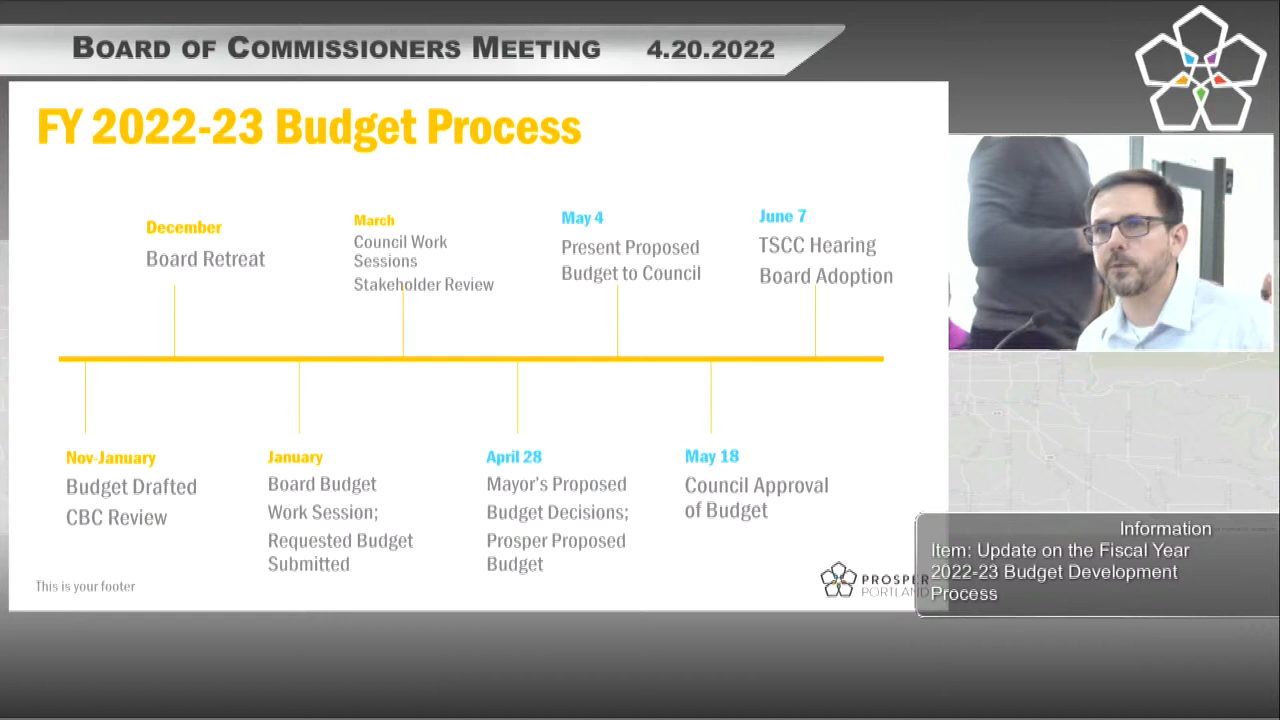 BOARD OF COMMISSIONERS MEETING 4.20.2022
FY 2022-23 Budget Process
December
Board Retreat
March
Council Work
Sessions
Stakeholder Review
May 4
Present Proposed
Budget to Council
June 7
TSCC Hearing
Board Adoption
Nov-January
Budget Drafted
CBC Review
January
Board Budget
Work Session;
Requested Budget
Submitted
April 28
Mayor's Proposed
Budget Decisions;
Prosper Proposed
Budget
May 18
Council Approval
of Budget
This is your footer
PROSPER
PORTLAND
Information
Item: Update on the Fiscal Year
2022-23 Budget Development
Process